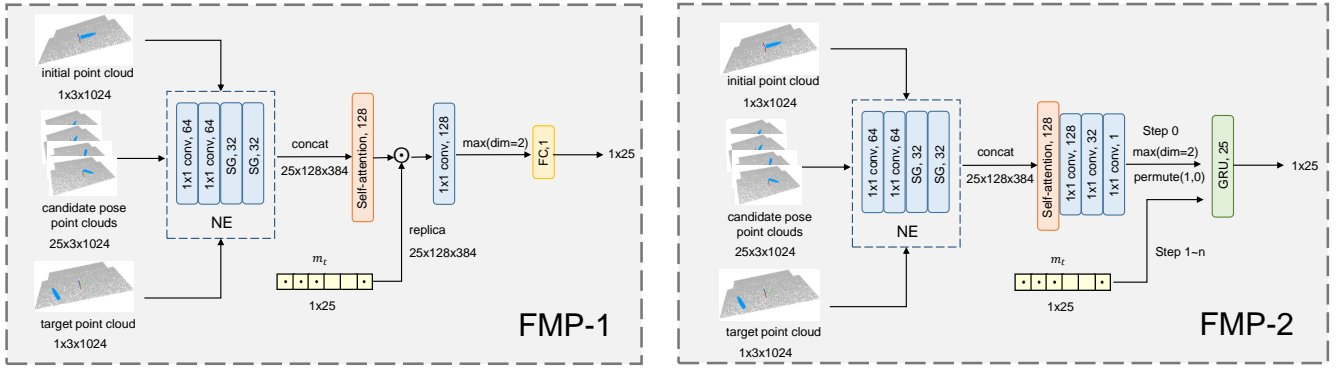 initial point cloud
1x3x1024
candidate pose
point clouds
25x3x1024
target point cloud
1x3x1024
1x1 conv, 64
1x1 conv, 64
SG, 32
SG, 32
NE
concat
25x128x384
Self-attention, 128
replica
25x128x384
m_t
1x25
1x1 conv, 128
max(dim=2)
FC,1
1x25
FMP-1
initial point cloud
1x3x1024
candidate pose
point clouds
25x3x1024
target point cloud
1x3x1024
1x1 conv, 64
1x1 conv, 64
SG, 32
SG, 32
NE
concat
25x128x384
Self-attention, 128
1x1 conv, 128
1x1 conv, 32
1x1 conv, 1
Step 0
max(dim=2)
permute(1,0)
Step 1~n
m_t
1x25
GRU, 25
1x25
FMP-2